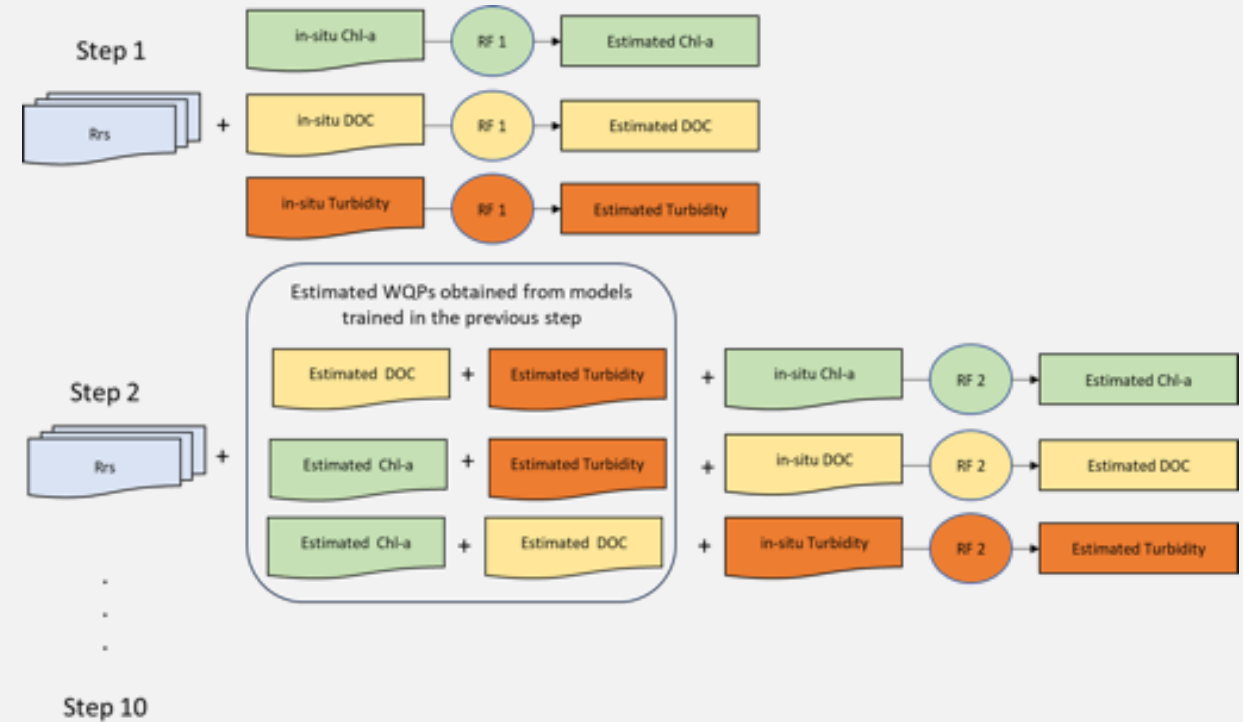 Step 1
Rrs
+
in-situ Chl-a
RF 1
Estimated Chl-a
in-situ DOC
RF 1
Estimated DOC
in-situ Turbidity
RF 1
Estimated Turbidity
Step 2
Rrs
+
Estimated WQPs obtained from models
trained in the previous step
Estimated DOC + Estimated Turbidity
+
in-situ Chl-a
RF 2
Estimated Chl-a
Estimated Chl-a + Estimated Turbidity
+
in-situ DOC
RF 2
Estimated DOC
Estimated Chl-a + Estimated DOC
+
in-situ Turbidity
RF 2
Estimated Turbidity
.
.
.
Step 10